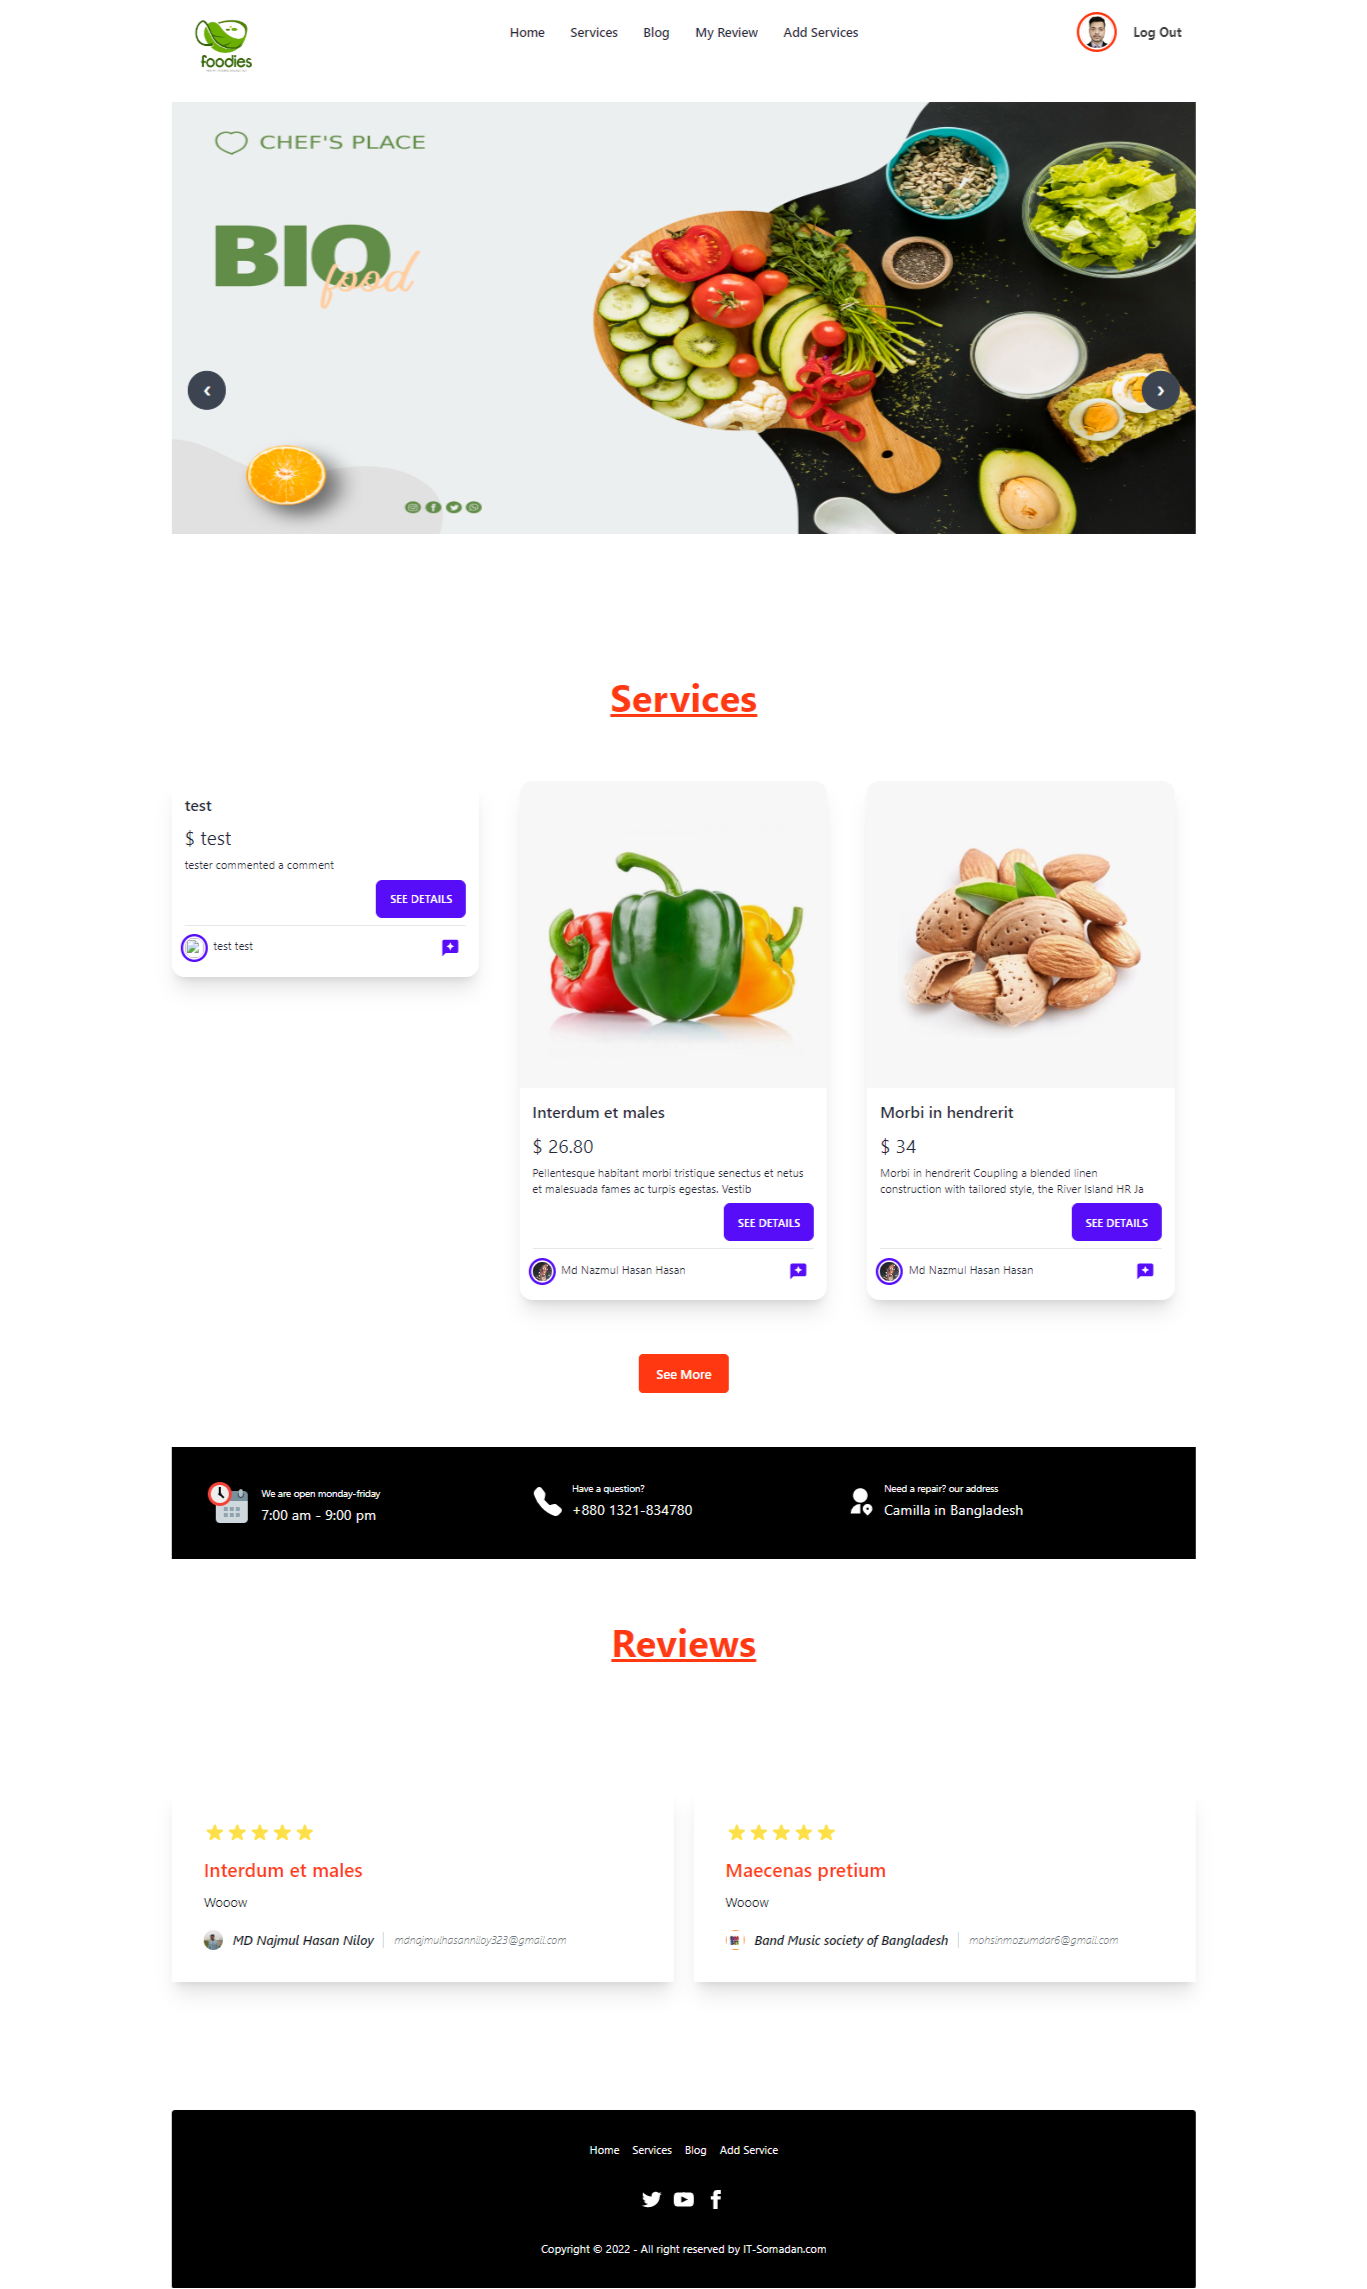 foodies
Home Services Blog My Review Add Services
Log Out
CHEF'S PLACE
BIO
food
Services
test
$ test
tester commented a comment
SEE DETAILS
test test
Interdum et males
$ 26.80
Pellentesque habitant morbi tristique senectus et netus
et malesuada fames ac turpis egestas. Vestib
SEE DETAILS
Md Nazmul Hasan Hasan
Morbi in hendrerit
$ 34
Morbi in hendrerit Coupling a blended linen
construction with tailored style, the River Island HR Ja
SEE DETAILS
Md Nazmul Hasan Hasan
See More
We are open monday-friday
7:00 am - 9:00 pm
Have a question?
+880 1321-834780
Need a repair? our address
Camilla in Bangladesh
Reviews
Interdum et males
Wooow
MD Najmul Hasan Niloy
mdnajmulhasanniloy323@gmail.com
Maecenas pretium
Wooow
Band Music society of Bangladesh
mohsinmozumdar6@gmail.com
Home Services Blog Add Service
Copyright © 2022 - All right reserved by IT-Somadan.com